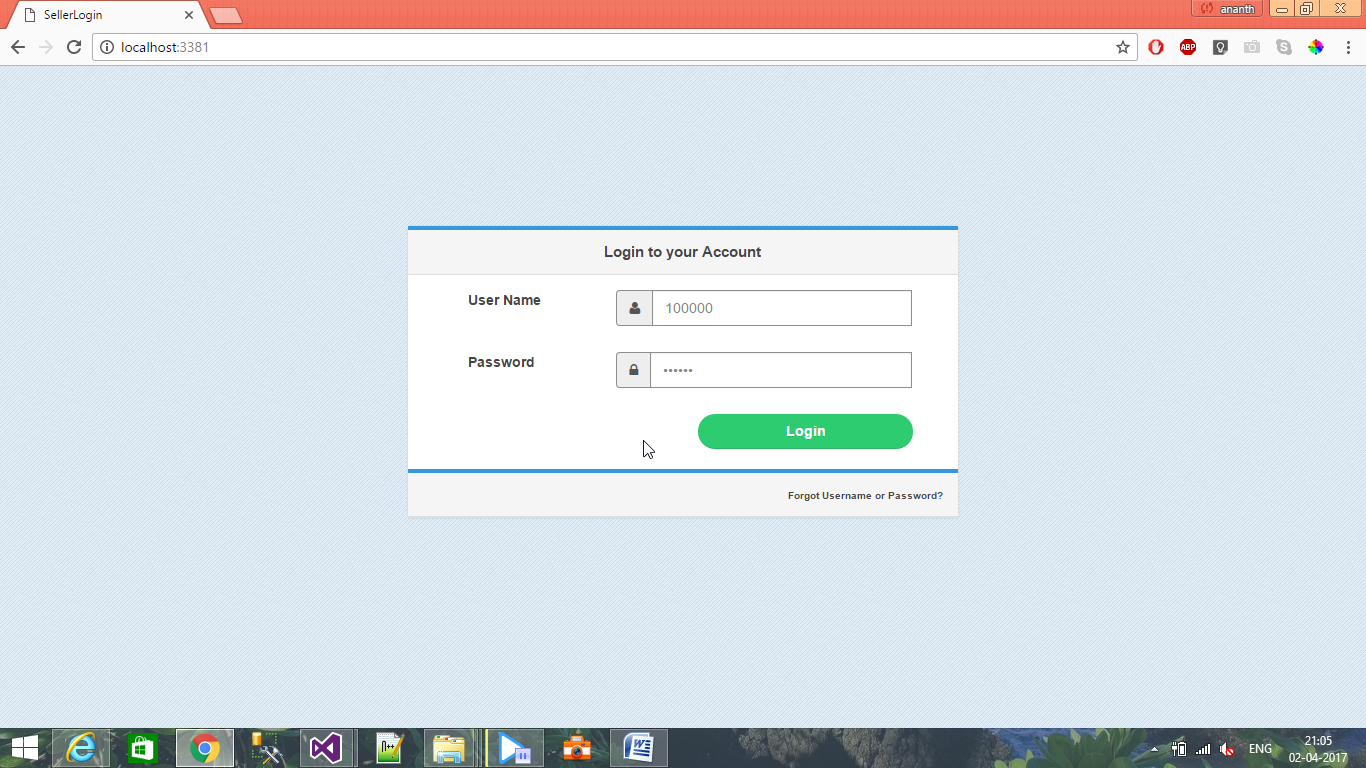 SellerLogin
ananth
localhost:3381
ABP
Login to your Account
User Name
100000
Password
••••••
Login
Forgot Username or Password?
ENG
21:05
02-04-2017